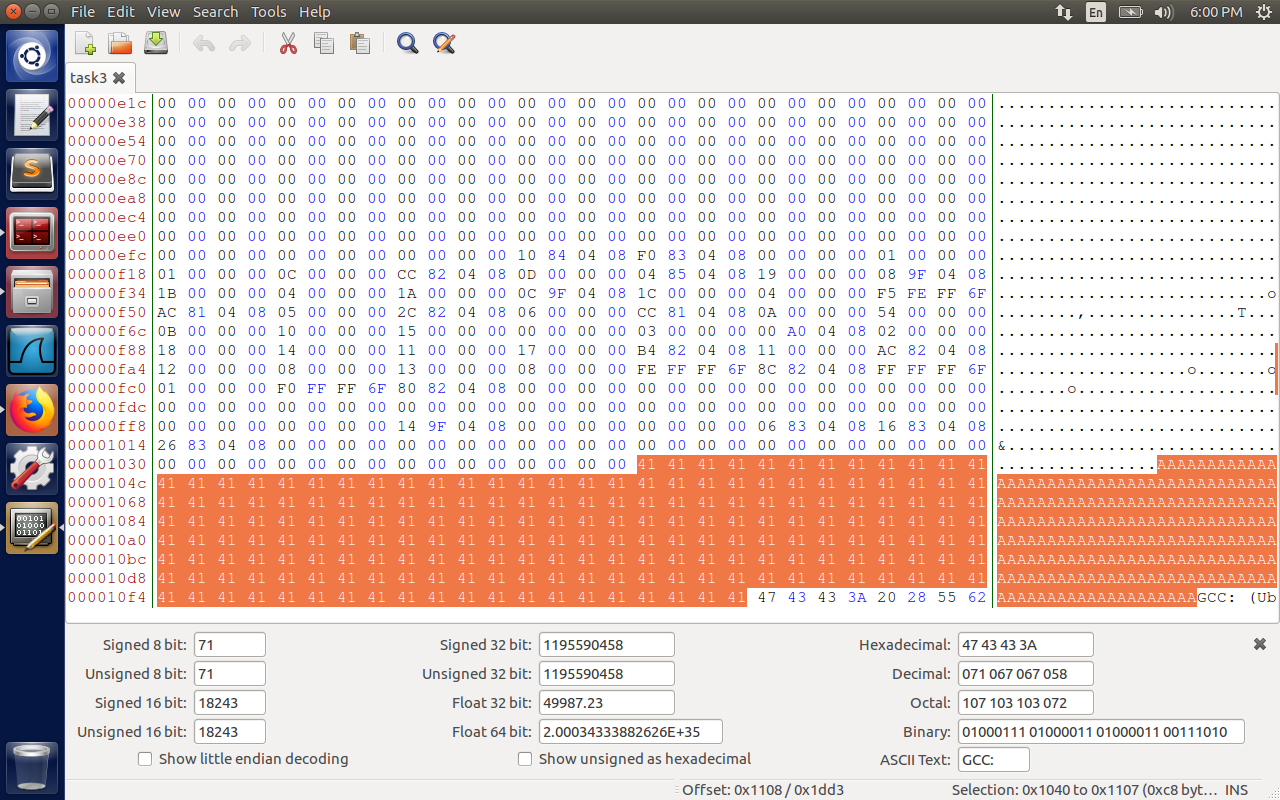 File Edit View Search Tools Help
En 6:00 PM
task3
00000e1c 00 00 00 00 00 00 00 00 00 00 00 00 00 00 00 00 00 00 00 00 00 00 00 00 00 00 00 00 ............................
00000e38 00 00 00 00 00 00 00 00 00 00 00 00 00 00 00 00 00 00 00 00 00 00 00 00 00 00 00 00 ............................
00000e54 00 00 00 00 00 00 00 00 00 00 00 00 00 00 00 00 00 00 00 00 00 00 00 00 00 00 00 00 ............................
00000e70 00 00 00 00 00 00 00 00 00 00 00 00 00 00 00 00 00 00 00 00 00 00 00 00 00 00 00 00 ............................
00000e8c 00 00 00 00 00 00 00 00 00 00 00 00 00 00 00 00 00 00 00 00 00 00 00 00 00 00 00 00 ............................
00000ea8 00 00 00 00 00 00 00 00 00 00 00 00 00 00 00 00 00 00 00 00 00 00 00 00 00 00 00 00 ............................
00000ec4 00 00 00 00 00 00 00 00 00 00 00 00 00 00 00 00 00 00 00 00 00 00 00 00 00 00 00 00 ............................
00000ee0 00 00 00 00 00 00 00 00 00 00 00 00 00 00 00 00 00 00 00 00 00 00 00 00 00 00 00 00 ............................
00000efc 00 00 00 00 00 00 00 00 00 00 00 00 10 84 04 08 F0 83 04 08 00 00 00 00 01 00 00 00 ............................
00000f18 01 00 00 00 0C 00 00 00 CC 82 04 08 0D 00 00 00 04 85 04 08 19 00 00 00 08 9F 04 08 ............................
00000f34 1B 00 00 00 04 00 00 00 1A 00 00 00 0C 9F 04 08 1C 00 00 00 04 00 00 00 F5 FE FF 6F ...........................o
00000f50 AC 81 04 08 05 00 00 00 2C 82 04 08 06 00 00 00 CC 81 04 08 0A 00 00 00 54 00 00 00 ........,...............T...
00000f6c 0B 00 00 00 10 00 00 00 15 00 00 00 00 00 00 00 03 00 00 00 00 A0 04 08 02 00 00 00 ............................
00000f88 18 00 00 00 14 00 00 00 11 00 00 00 17 00 00 00 B4 82 04 08 11 00 00 00 AC 82 04 08 ............................
00000fa4 12 00 00 00 08 00 00 00 13 00 00 00 08 00 00 00 FE FF FF 6F 8C 82 04 08 FF FF FF 6F ...................o.......o
00000fc0 01 00 00 00 F0 FF FF 6F 80 82 04 08 00 00 00 00 00 00 00 00 00 00 00 00 00 00 00 00 .......o....................
00000fdc 00 00 00 00 00 00 00 00 00 00 00 00 00 00 00 00 00 00 00 00 00 00 00 00 00 00 00 00 ............................
00000ff8 00 00 00 00 00 00 00 00 14 9F 04 08 00 00 00 00 00 00 00 00 06 83 04 08 16 83 04 08 ............................
00001014 26 83 04 08 00 00 00 00 00 00 00 00 00 00 00 00 00 00 00 00 00 00 00 00 00 00 00 00 &...........................
00001030 00 00 00 00 00 00 00 00 00 00 00 00 00 00 00 00 41 41 41 41 41 41 41 41 41 41 41 41 ................AAAAAAAAAAAA
0000104c 41 41 41 41 41 41 41 41 41 41 41 41 41 41 41 41 41 41 41 41 41 41 41 41 41 41 41 41 AAAAAAAAAAAAAAAAAAAAAAAAAAAA
00001068 41 41 41 41 41 41 41 41 41 41 41 41 41 41 41 41 41 41 41 41 41 41 41 41 41 41 41 41 AAAAAAAAAAAAAAAAAAAAAAAAAAAA
00001084 41 41 41 41 41 41 41 41 41 41 41 41 41 41 41 41 41 41 41 41 41 41 41 41 41 41 41 41 AAAAAAAAAAAAAAAAAAAAAAAAAAAA
000010a0 41 41 41 41 41 41 41 41 41 41 41 41 41 41 41 41 41 41 41 41 41 41 41 41 41 41 41 41 AAAAAAAAAAAAAAAAAAAAAAAAAAAA
000010bc 41 41 41 41 41 41 41 41 41 41 41 41 41 41 41 41 41 41 41 41 41 41 41 41 41 41 41 41 AAAAAAAAAAAAAAAAAAAAAAAAAAAA
000010d8 41 41 41 41 41 41 41 41 41 41 41 41 41 41 41 41 41 41 41 41 41 41 41 41 41 41 41 41 AAAAAAAAAAAAAAAAAAAAAAAAAAAA
000010f4 41 41 41 41 41 41 41 41 41 41 41 41 41 41 41 41 41 41 41 41 47 43 43 3A 20 28 55 62 AAAAAAAAAAAAAAAAAAAAGCC: (Ub
Signed 8 bit: 71 Signed 32 bit: 1195590458 Hexadecimal: 47 43 43 3A
Unsigned 8 bit: 71 Unsigned 32 bit: 1195590458 Decimal: 071 067 067 058
Signed 16 bit: 18243 Float 32 bit: 49987.23 Octal: 107 103 103 072
Unsigned 16 bit: 18243 Float 64 bit: 2.00034333882626E+35 Binary: 01000111 01000011 01000011 00111010
Show little endian decoding Show unsigned as hexadecimal ASCII Text: GCC:
Offset: 0x1108 / 0x1dd3 Selection: 0x1040 to 0x1107 (0xc8 byt... INS